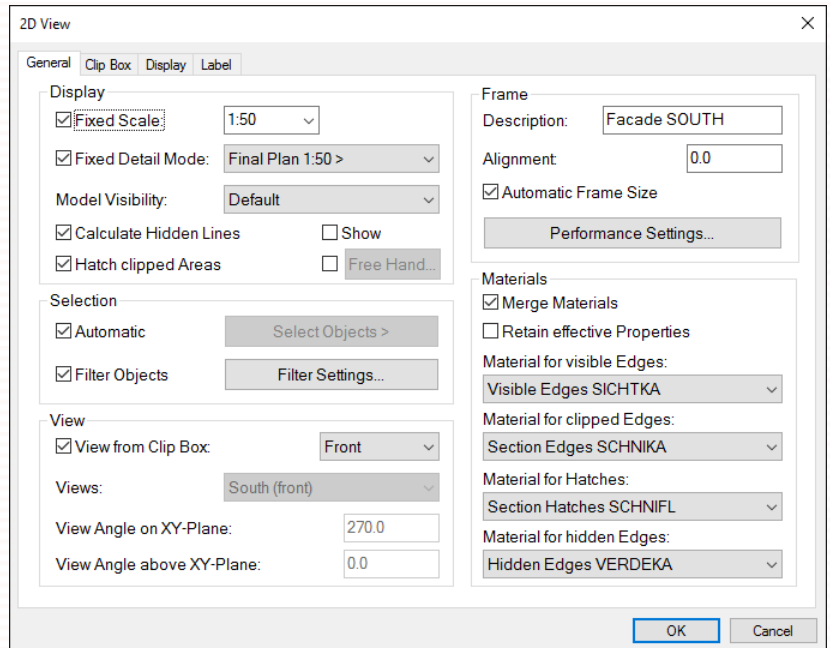 2D View
General Clip Box Display Label
Display
Fixed Scale: 1:50
Fixed Detail Mode: Final Plan 1:50 >
Model Visibility: Default
Calculate Hidden Lines Show
Hatch clipped Areas Free Hand...
Selection
Automatic Select Objects >
Filter Objects Filter Settings...
View
View from Clip Box: Front
Views: South (front)
View Angle on XY-Plane: 270.0
View Angle above XY-Plane: 0.0
Frame
Description: Facade SOUTH
Alignment: 0.0
Automatic Frame Size
Performance Settings...
Materials
Merge Materials
Retain effective Properties
Material for visible Edges:
Visible Edges SICHTKA
Material for clipped Edges:
Section Edges SCHNIKA
Material for Hatches:
Section Hatches SCHNIFL
Material for hidden Edges:
Hidden Edges VERDEKA
OK Cancel